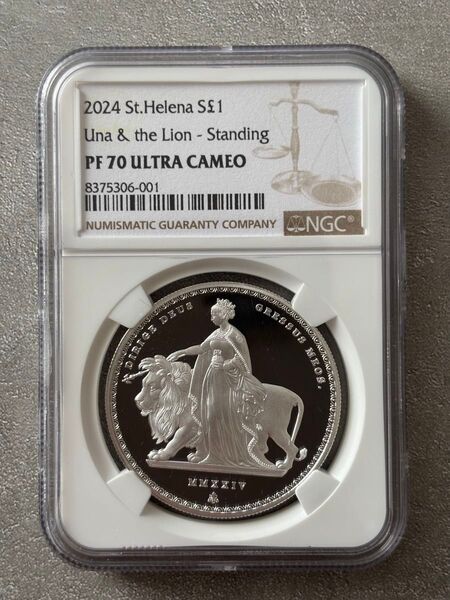 2024 St.Helena S£1
Una & the Lion - Standing
PF 70 ULTRA CAMEO
8375306-001
NUMISMATIC GUARANTY COMPANY
NGC®
DIRIGE DEUS GRESSUS MEOS.
MMXXIV